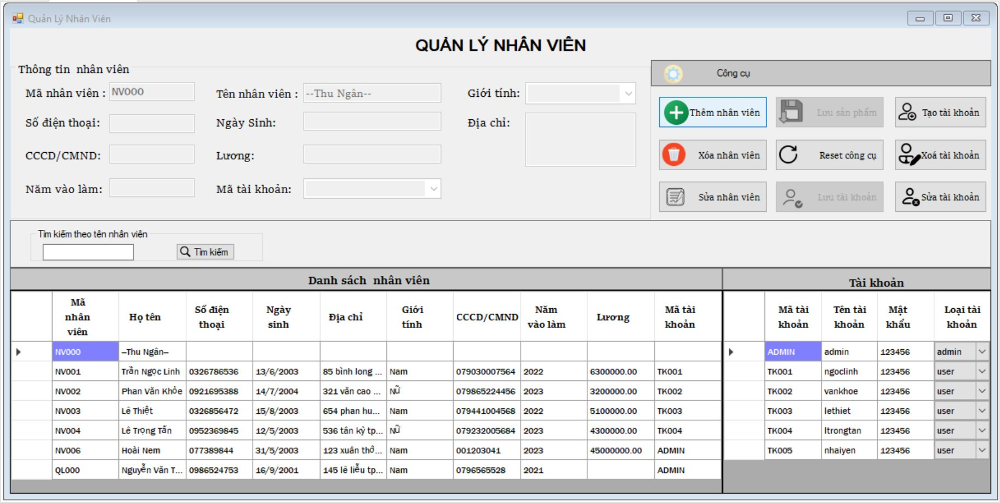 Quản Lý Nhân Viên
QUẢN LÝ NHÂN VIÊN
Thông tin nhân viên
Mã nhân viên : NV000 Tên nhân viên : --Thu Ngân-- Giới tính:
Số điện thoại: Ngày Sinh: Địa chỉ:
CCCD/CMND: Lương:
Năm vào làm: Mã tài khoản:
Công cụ
Thêm nhân viên Lưu sản phẩm Tạo tài khoản
Xóa nhân viên Reset công cụ Xoá tài khoản
Sửa nhân viên Lưu tài khoản Sửa tài khoản
Tìm kiếm theo tên nhân viên
Tìm kiếm
Danh sách nhân viên
Mã nhân viên Họ tên Số điện thoại Ngày sinh Địa chỉ Giới tính CCCD/CMND Năm vào làm Lương Mã tài khoản
NV000 --Thu Ngân--
NV001 Trần Ngọc Linh 0326786536 13/6/2003 85 bình long ... Nam 079030007564 2022 6300000.00 TK001
NV002 Phan Văn Khỏe 0921695388 14/7/2004 321 văn cao ... Nữ 079865224456 2023 3200000.00 TK002
NV003 Lê Thiệt 0326856472 15/8/2003 654 phan hu... Nam 079441004568 2022 5100000.00 TK003
NV004 Lê Trọng Tấn 0952369845 12/5/2003 536 tân kỳ tp... Nữ 079232005684 2023 4300000.00 TK004
NV006 Hoài Nem 077389844 31/5/2003 123 xuân thớ... Nam 001203041 2023 45000000.00 ADMIN
QL000 Nguyễn Văn T... 0986524753 16/9/2001 145 lê liễu tp... Nam 0796565528 2021 ADMIN
Tài khoản
Mã tài khoản Tên tài khoản Mật khẩu Loại tài khoản
ADMIN admin 123456 admin
TK001 ngoclinh 123456 user
TK002 vankhoe 123456 user
TK003 lethiet 123456 user
TK004 ltrongtan 123456 user
TK005 nhaiyen 123456 user